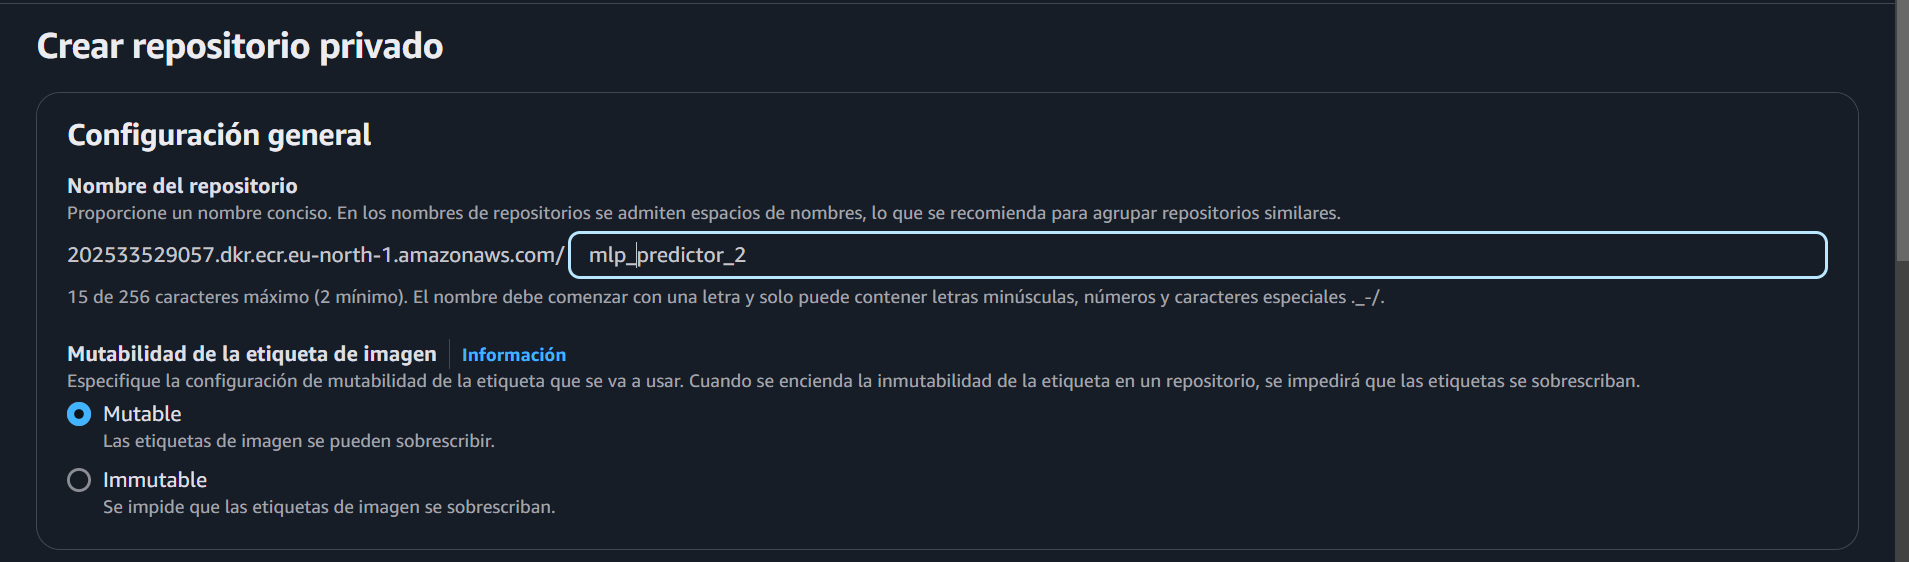 Crear repositorio privado
Configuración general
Nombre del repositorio
Proporcione un nombre conciso. En los nombres de repositorios se admiten espacios de nombres, lo que se recomienda para agrupar repositorios similares.
202533529057.dkr.ecr.eu-north-1.amazonaws.com/ mlp_predictor_2
15 de 256 caracteres máximo (2 mínimo). El nombre debe comenzar con una letra y solo puede contener letras minúsculas, números y caracteres especiales ._-/.
Mutabilidad de la etiqueta de imagen Información
Especifique la configuración de mutabilidad de la etiqueta que se va a usar. Cuando se encienda la inmutabilidad de la etiqueta en un repositorio, se impedirá que las etiquetas se sobrescriban.
Mutable
Las etiquetas de imagen se pueden sobrescribir.
Immutable
Se impide que las etiquetas de imagen se sobrescriban.